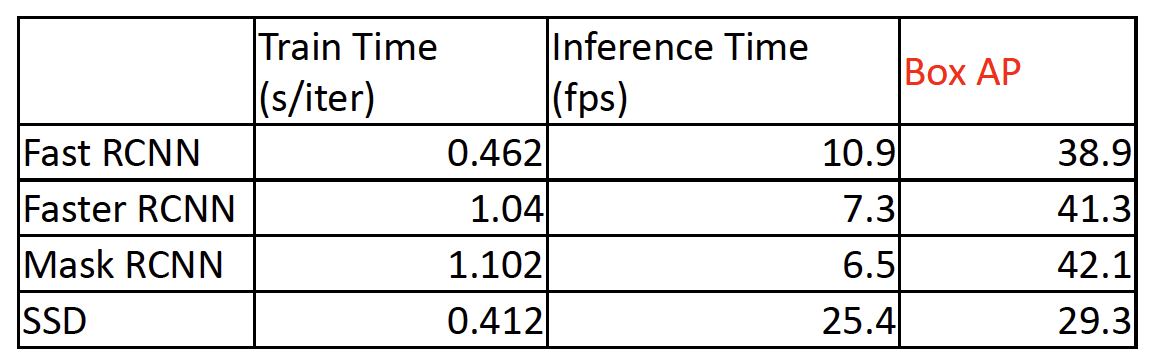 Train Time (s/iter) Inference Time (fps) Box AP
Fast RCNN 0.462 10.9 38.9
Faster RCNN 1.04 7.3 41.3
Mask RCNN 1.102 6.5 42.1
SSD 0.412 25.4 29.3